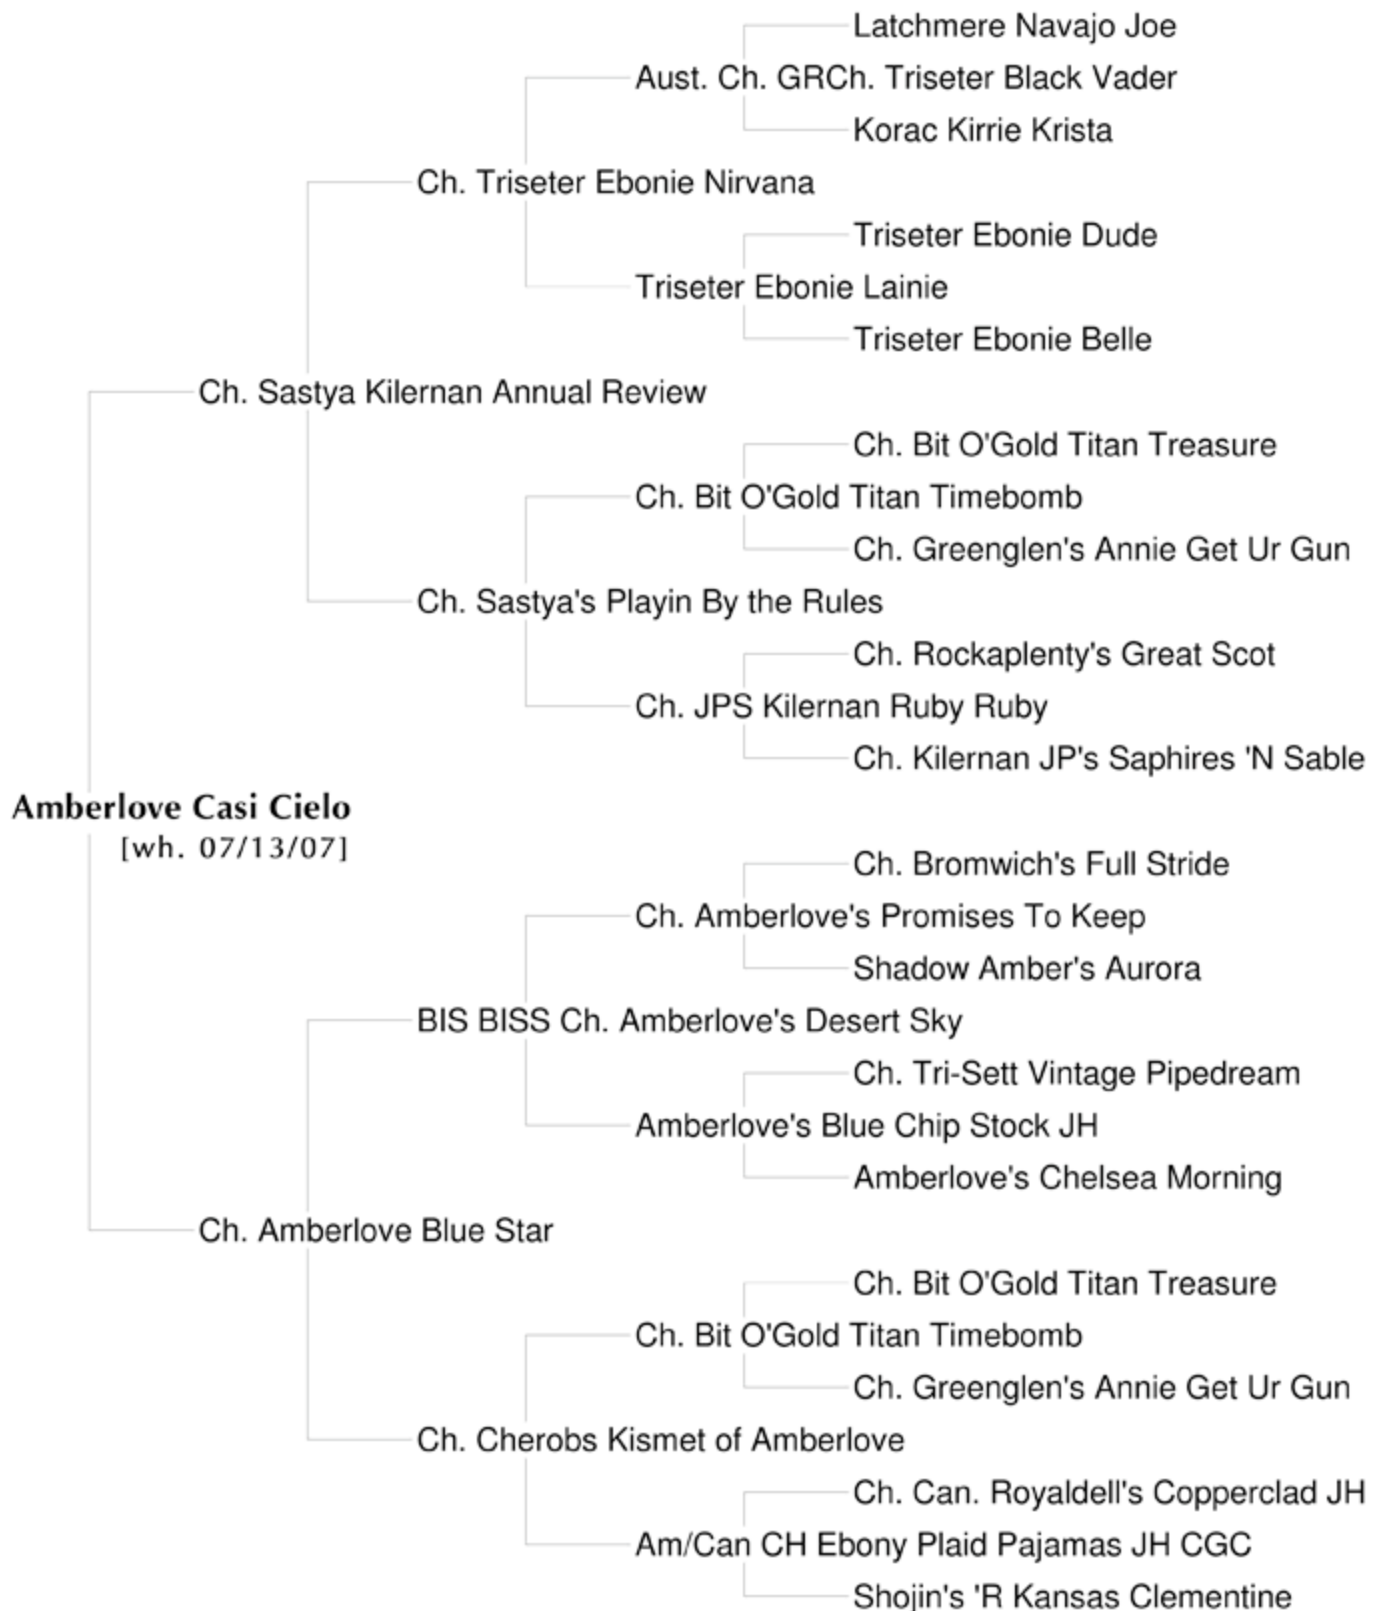 Latchmere Navajo Joe
Aust. Ch. GRCh. Triseter Black Vader
Korac Kirrie Krista
Ch. Triseter Ebonie Nirvana
Triseter Ebonie Dude
Triseter Ebonie Lainie
Triseter Ebonie Belle
Ch. Sastya Kilernan Annual Review
Ch. Bit O'Gold Titan Treasure
Ch. Bit O'Gold Titan Timebomb
Ch. Greenglen's Annie Get Ur Gun
Ch. Sastya's Playin By the Rules
Ch. Rockaplenty's Great Scot
Ch. JPS Kilernan Ruby Ruby
Ch. Kilernan JP's Saphires 'N Sable
Amberlove Casi Cielo
[wh. 07/13/07]
Ch. Bromwich's Full Stride
Ch. Amberlove's Promises To Keep
Shadow Amber's Aurora
BIS BISS Ch. Amberlove's Desert Sky
Ch. Tri-Sett Vintage Pipedream
Amberlove's Blue Chip Stock JH
Amberlove's Chelsea Morning
Ch. Amberlove Blue Star
Ch. Bit O'Gold Titan Treasure
Ch. Bit O'Gold Titan Timebomb
Ch. Greenglen's Annie Get Ur Gun
Ch. Cherobs Kismet of Amberlove
Ch. Can. Royaldell's Copperclad JH
Am/Can CH Ebony Plaid Pajamas JH CGC
Shojin's 'R Kansas Clementine